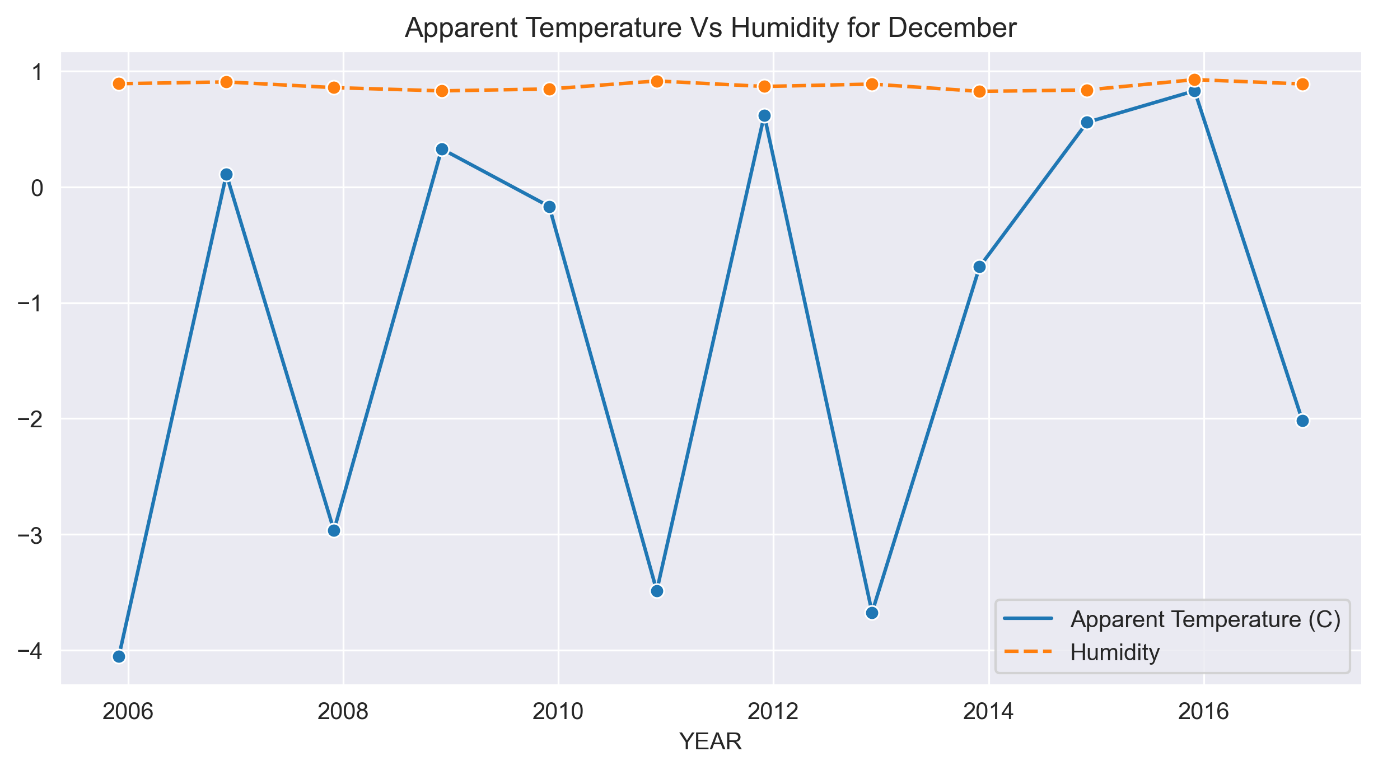 Apparent Temperature Vs Humidity for December
1
0
−1
−2
−3
−4
Apparent Temperature (C)
Humidity
2006 2008 2010 2012 2014 2016
YEAR